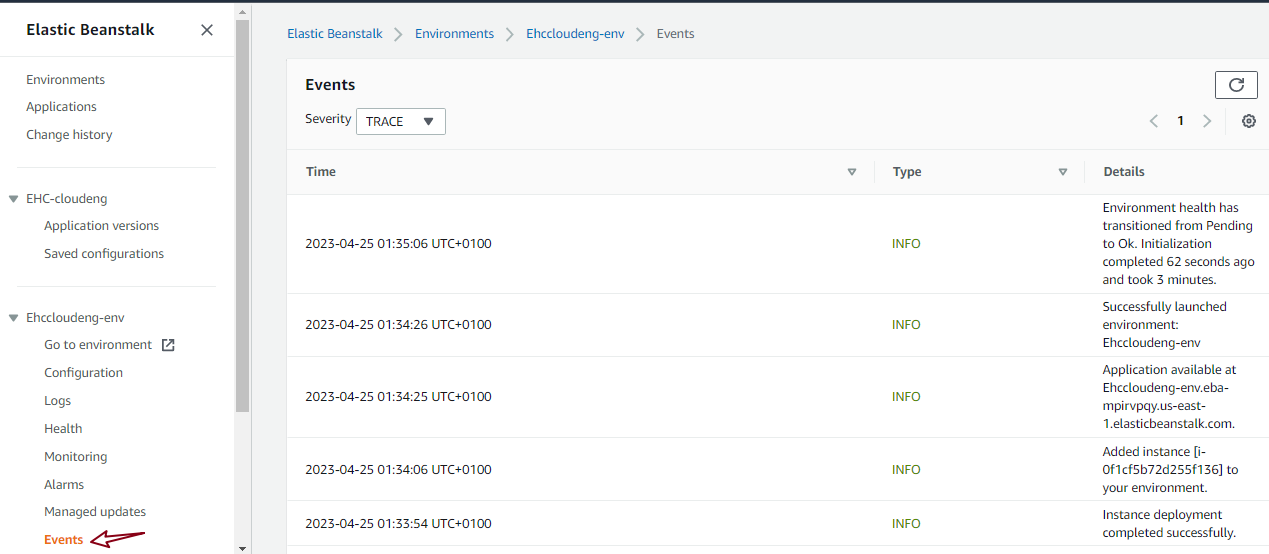 Elastic Beanstalk
Environments
Applications
Change history
EHC-cloudeng
Application versions
Saved configurations
Ehccloudeng-env
Go to environment
Configuration
Logs
Health
Monitoring
Alarms
Managed updates
Events
Elastic Beanstalk > Environments > Ehccloudeng-env > Events
Events
Severity TRACE
1
Time Type Details
2023-04-25 01:35:06 UTC+0100 INFO
Environment health has
transitioned from Pending
to Ok. Initialization
completed 62 seconds ago
and took 3 minutes.
2023-04-25 01:34:26 UTC+0100 INFO
Successfully launched
environment:
Ehccloudeng-env
2023-04-25 01:34:25 UTC+0100 INFO
Application available at
Ehccloudeng-env.eba-
mpirvpqy.us-east-
1.elasticbeanstalk.com.
2023-04-25 01:34:06 UTC+0100 INFO
Added instance [i-
0f1cf5b72d255f136] to
your environment.
2023-04-25 01:33:54 UTC+0100 INFO
Instance deployment
completed successfully.